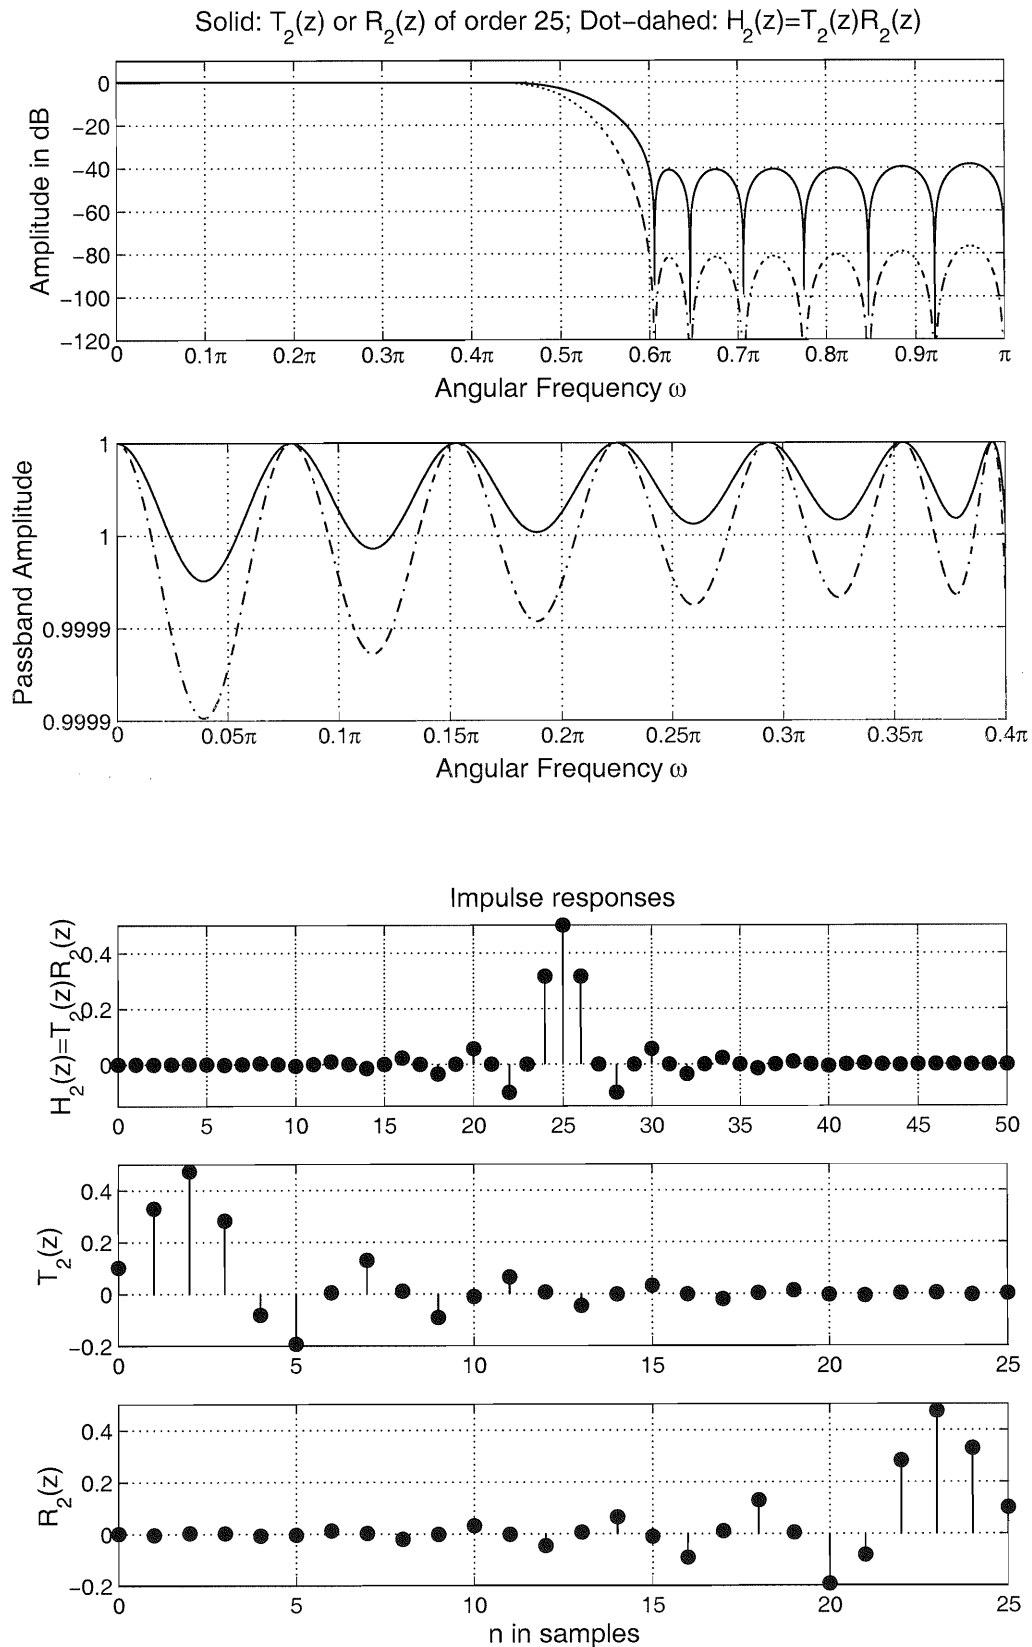 Solid: T2(z) or R2(z) of order 25; Dot−dahed: H2(z)=T2(z)R2(z)
0
−20
−40
−60
−80
−100
−120
Amplitude in dB
0 0.1π 0.2π 0.3π 0.4π 0.5π 0.6π 0.7π 0.8π 0.9π π
Angular Frequency ω
1
1
0.9999
0.9999
Passband Amplitude
0 0.05π 0.1π 0.15π 0.2π 0.25π 0.3π 0.35π 0.4π
Angular Frequency ω
Impulse responses
H2(z)=T2(z)R2(z)
0.4
0.2
0
0 5 10 15 20 25 30 35 40 45 50
T2(z)
0.4
0.2
0
−0.2
0 5 10 15 20 25
R2(z)
0.4
0.2
0
−0.2
0 5 10 15 20 25
n in samples